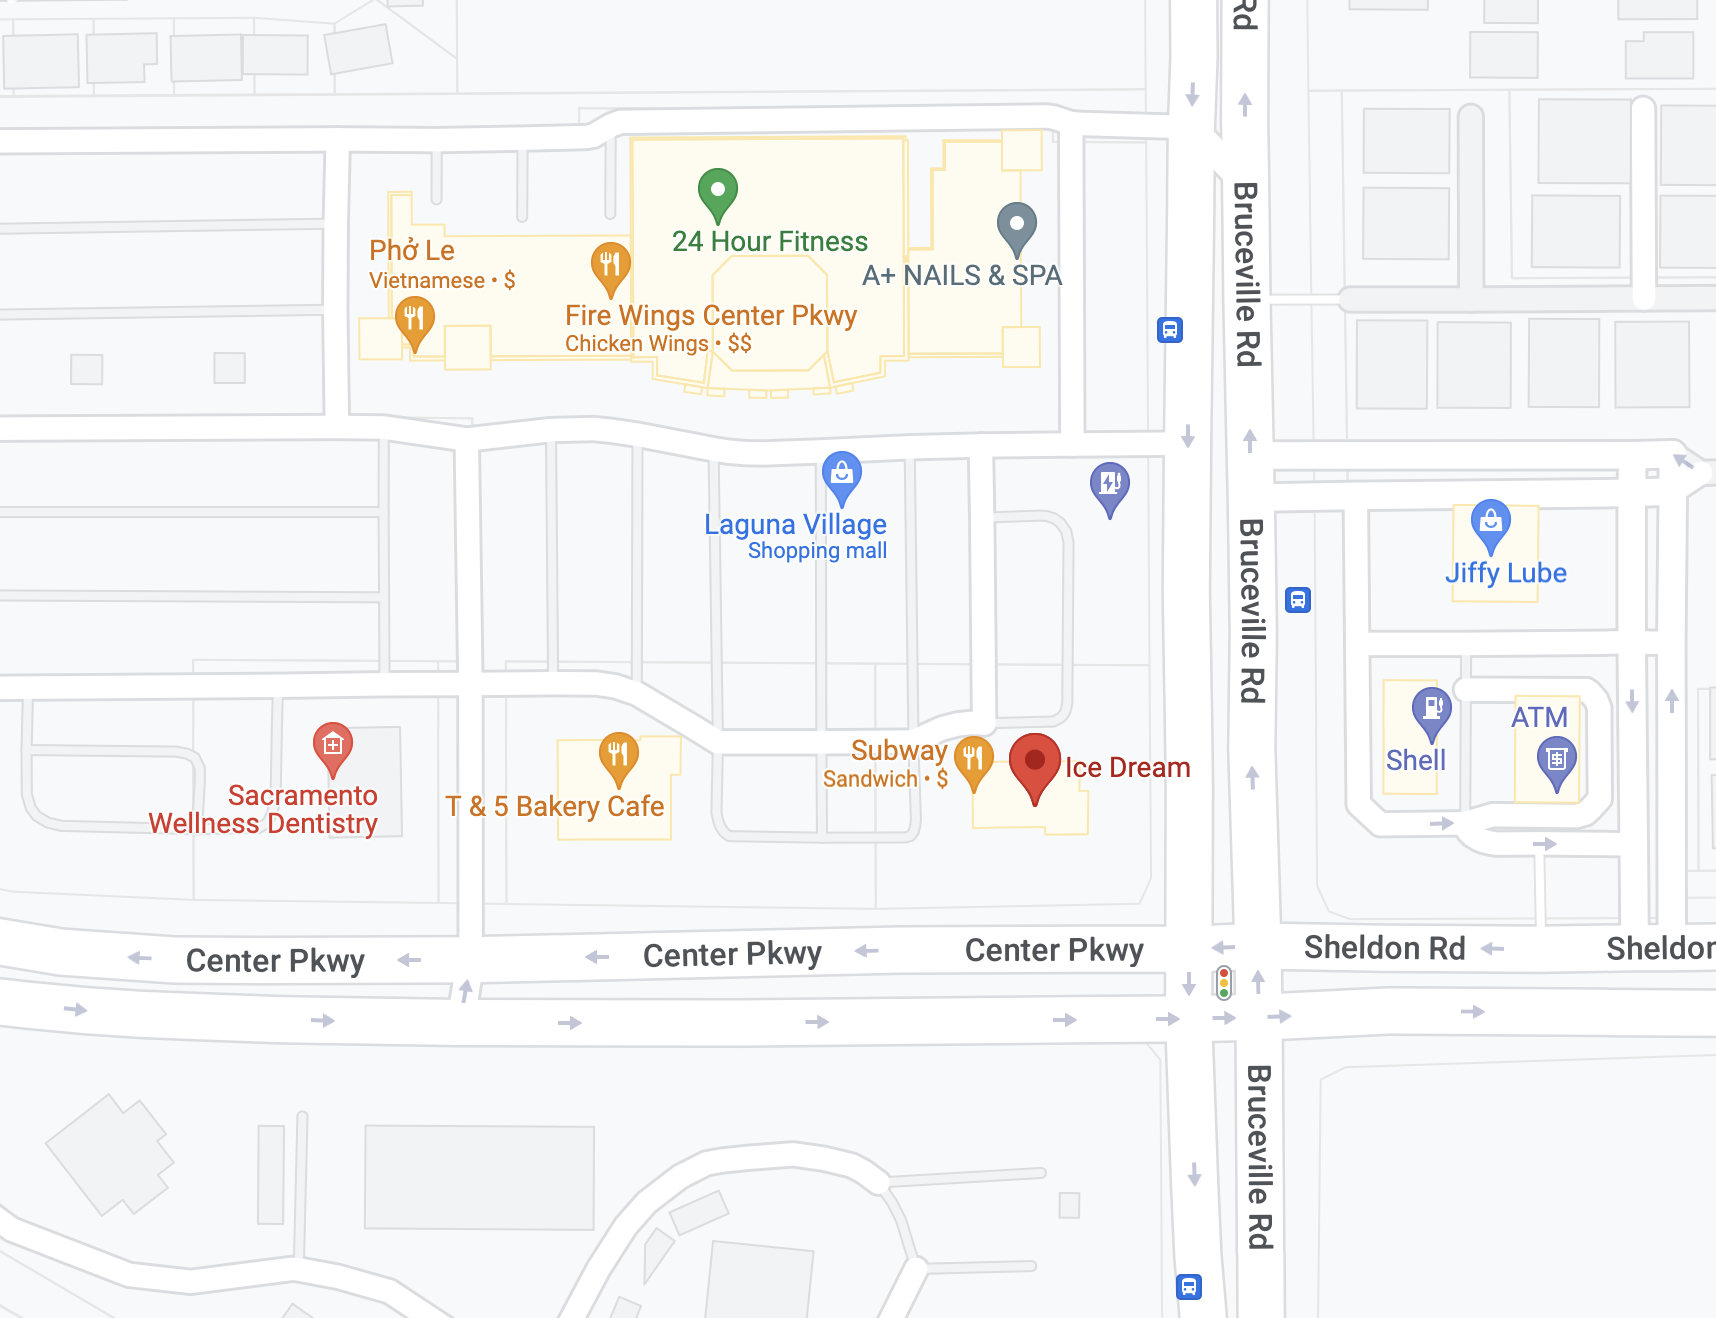 Rd
Bruceville Rd
24 Hour Fitness
Phở Le
Vietnamese • $
A+ NAILS & SPA
Fire Wings Center Pkwy
Chicken Wings • $$
Laguna Village
Shopping mall
Bruceville Rd
Jiffy Lube
ATM
Shell
Subway
Sandwich • $
Ice Dream
Sacramento
Wellness Dentistry
T & 5 Bakery Cafe
Center Pkwy
Center Pkwy
Center Pkwy
Sheldon Rd
Sheldon
Bruceville Rd